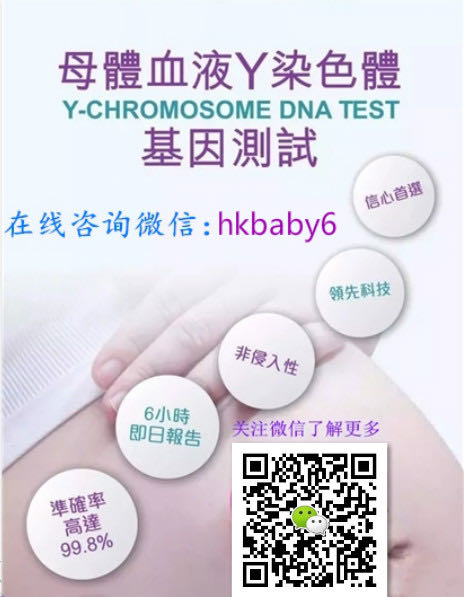 母體血液Y染色體
Y-CHROMOSOME DNA TEST
基因測試
信心首選
在线咨询微信:hkbaby6
領先科技
非侵入性
6小時
即日報告
关注微信了解更多
準確率
高達
99.8%